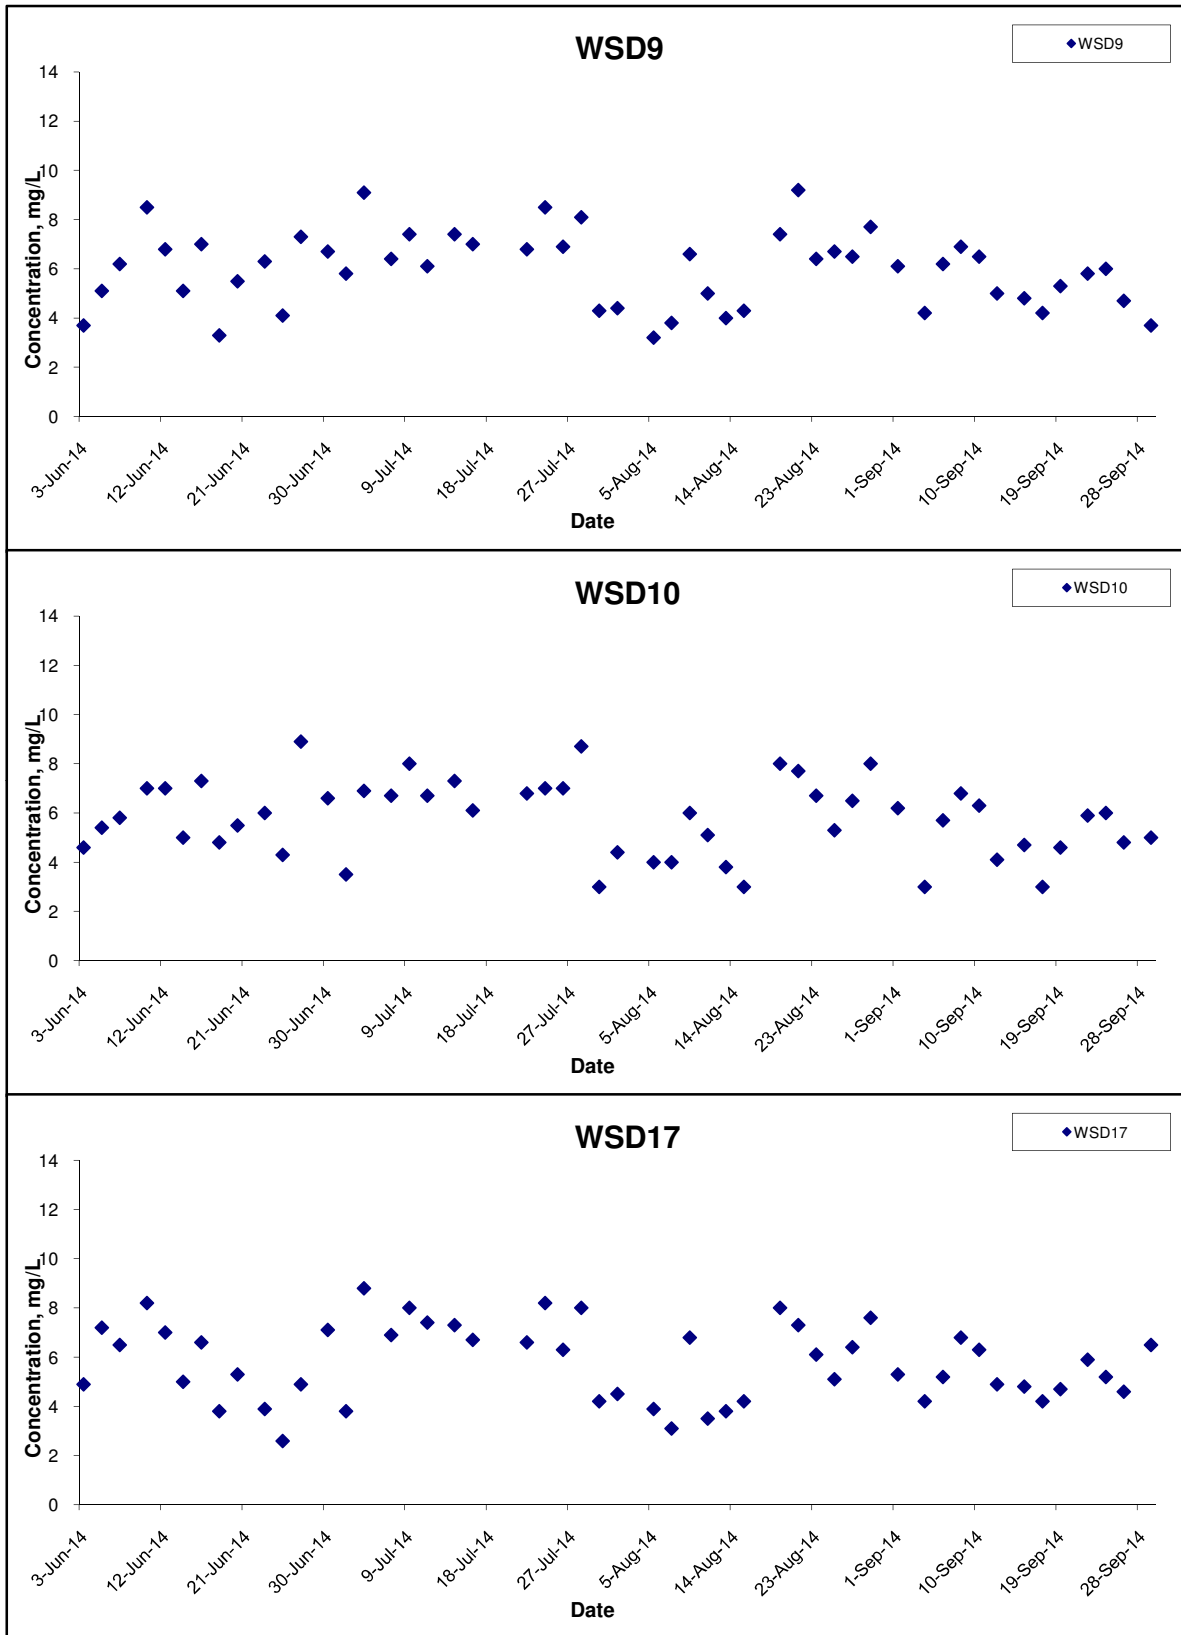 WSD9
WSD9
Concentration, mg/L
14
12
10
8
6
4
2
0
3-Jun-14
12-Jun-14
21-Jun-14
30-Jun-14
9-Jul-14
18-Jul-14
27-Jul-14
5-Aug-14
14-Aug-14
23-Aug-14
1-Sep-14
10-Sep-14
19-Sep-14
28-Sep-14
Date
WSD10
WSD10
Concentration, mg/L
14
12
10
8
6
4
2
0
3-Jun-14
12-Jun-14
21-Jun-14
30-Jun-14
9-Jul-14
18-Jul-14
27-Jul-14
5-Aug-14
14-Aug-14
23-Aug-14
1-Sep-14
10-Sep-14
19-Sep-14
28-Sep-14
Date
WSD17
WSD17
Concentration, mg/L
14
12
10
8
6
4
2
0
3-Jun-14
12-Jun-14
21-Jun-14
30-Jun-14
9-Jul-14
18-Jul-14
27-Jul-14
5-Aug-14
14-Aug-14
23-Aug-14
1-Sep-14
10-Sep-14
19-Sep-14
28-Sep-14
Date